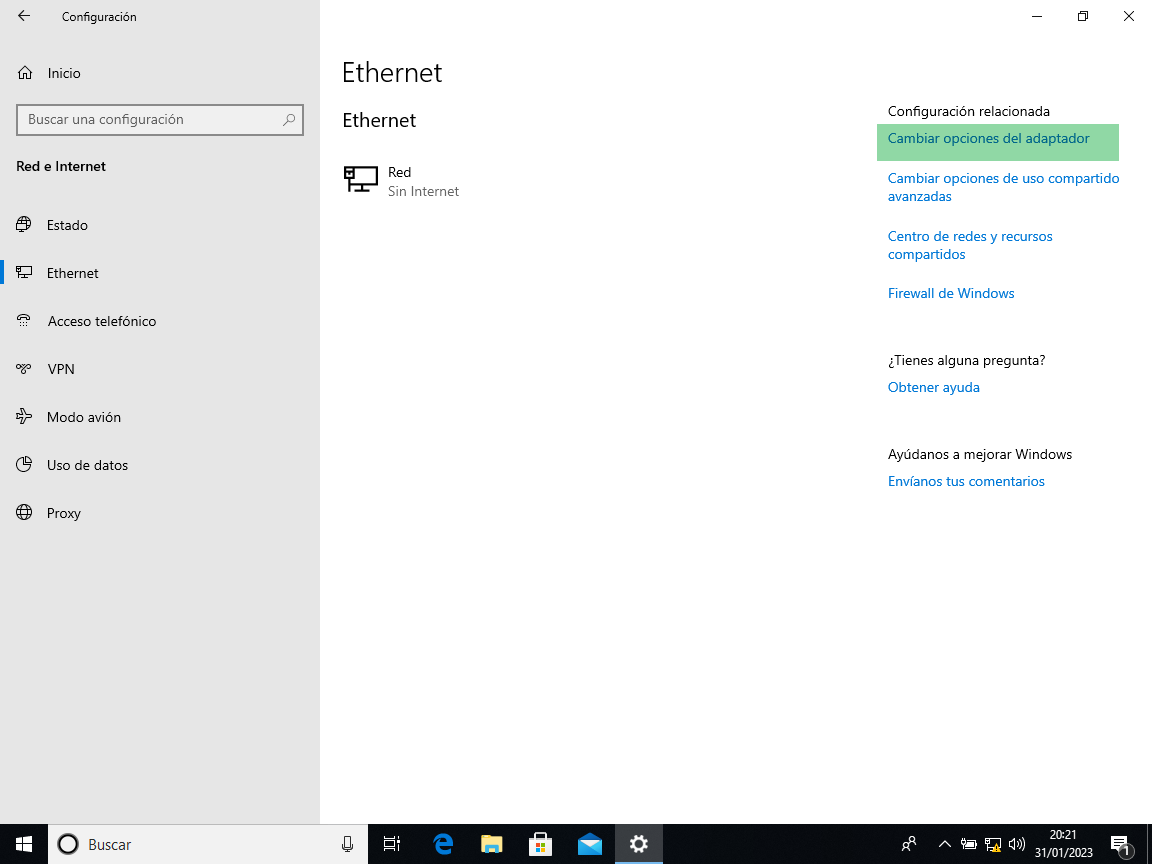 Configuración
Inicio
Buscar una configuración
Red e Internet
Estado
Ethernet
Acceso telefónico
VPN
Modo avión
Uso de datos
Proxy
Ethernet
Ethernet
Red
Sin Internet
Configuración relacionada
Cambiar opciones del adaptador
Cambiar opciones de uso compartido
avanzadas
Centro de redes y recursos
compartidos
Firewall de Windows
¿Tienes alguna pregunta?
Obtener ayuda
Ayúdanos a mejorar Windows
Envíanos tus comentarios
Buscar
20:21
31/01/2023
1